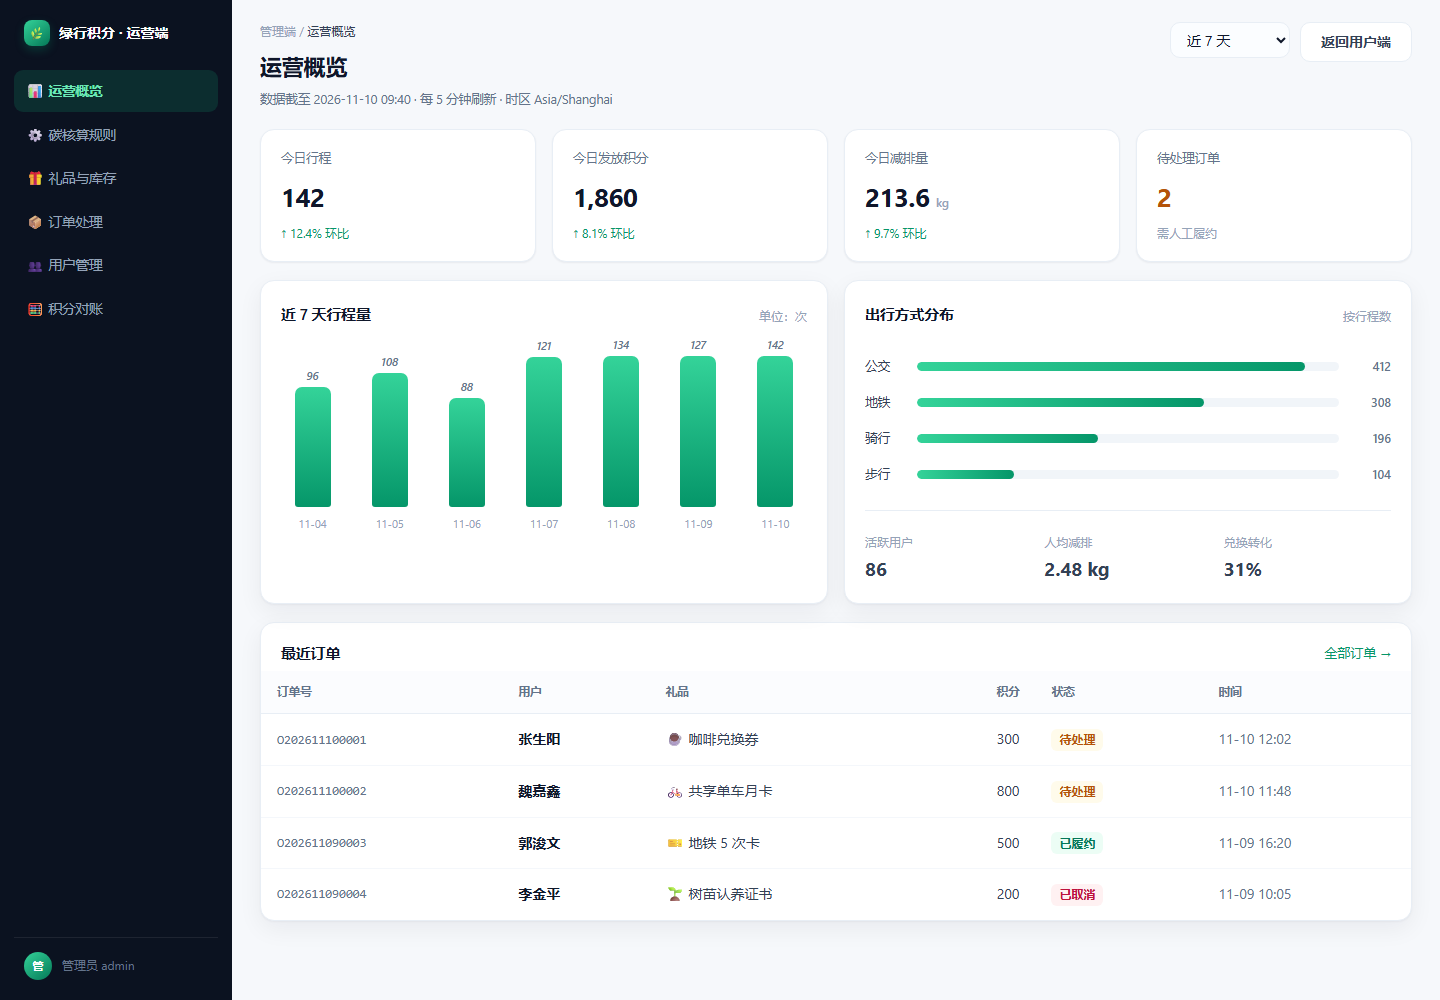 绿行积分 · 运营端
运营概览
碳核算规则
礼品与库存
订单处理
用户管理
积分对账
管
管理员 admin
管理端 / 运营概览
运营概览
数据截至 2026-11-10 09:40 · 每 5 分钟刷新 · 时区 Asia/Shanghai
近 7 天
返回用户端
今日行程
142
↑ 12.4% 环比
今日发放积分
1,860
↑ 8.1% 环比
今日减排量
213.6 kg
↑ 9.7% 环比
待处理订单
2
需人工履约
近 7 天行程量
单位：次
96
108
88
121
134
127
142
11-04
11-05
11-06
11-07
11-08
11-09
11-10
出行方式分布
按行程数
公交 412
地铁 308
骑行 196
步行 104
活跃用户
86
人均减排
2.48 kg
兑换转化
31%
最近订单
全部订单 →
订单号 用户 礼品 积分 状态 时间
O202611100001 张生阳 咖啡兑换券 300 待处理 11-10 12:02
O202611100002 魏嘉鑫 共享单车月卡 800 待处理 11-10 11:48
O202611090003 郭浚文 地铁 5 次卡 500 已履约 11-09 16:20
O202611090004 李金平 树苗认养证书 200 已取消 11-09 10:05